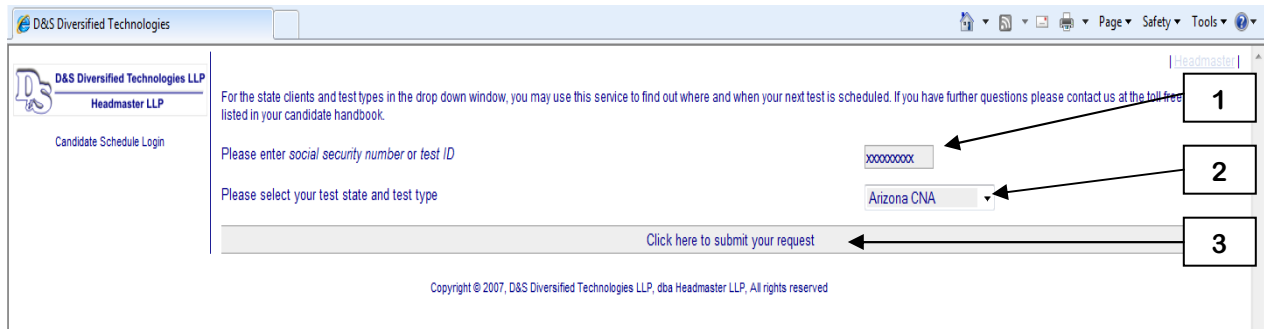 D&S Diversified Technologies
Page Safety Tools
| Headmaster |
D&S Diversified Technologies LLP
Headmaster LLP
D&S
Candidate Schedule Login
For the state clients and test types in the drop down window, you may use this service to find out where and when your next test is scheduled. If you have further questions please contact us at the toll free
listed in your candidate handbook.
1
Please enter social security number or test ID
xxxxxxxxx
2
Please select your test state and test type
Arizona CNA
Click here to submit your request
3
Copyright © 2007, D&S Diversified Technologies LLP, dba Headmaster LLP, All rights reserved